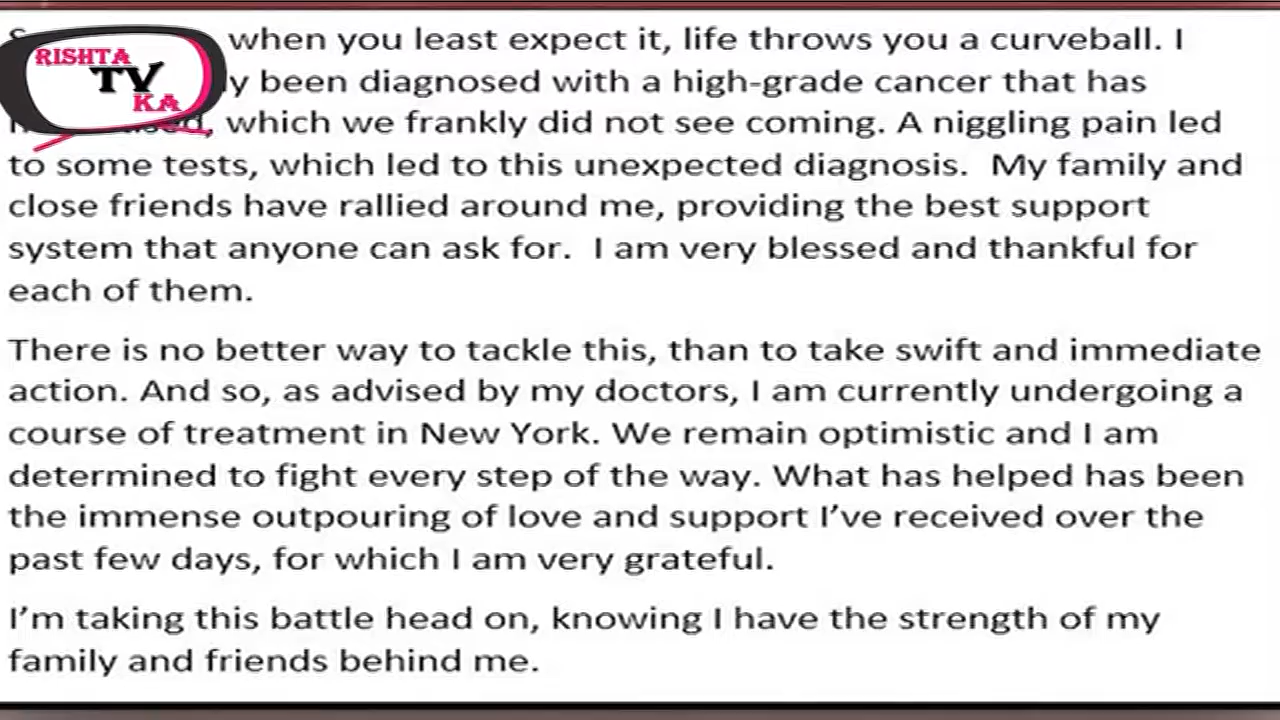 when you least expect it, life throws you a curveball. I
RISHTA
TV
KA
been diagnosed with a high-grade cancer that has
which we frankly did not see coming. A niggling pain led
to some tests, which led to this unexpected diagnosis. My family and
close friends have rallied around me, providing the best support
system that anyone can ask for. I am very blessed and thankful for
each of them.
There is no better way to tackle this, than to take swift and immediate
action. And so, as advised by my doctors, I am currently undergoing a
course of treatment in New York. We remain optimistic and I am
determined to fight every step of the way. What has helped has been
the immense outpouring of love and support I’ve received over the
past few days, for which I am very grateful.
I’m taking this battle head on, knowing I have the strength of my
family and friends behind me.